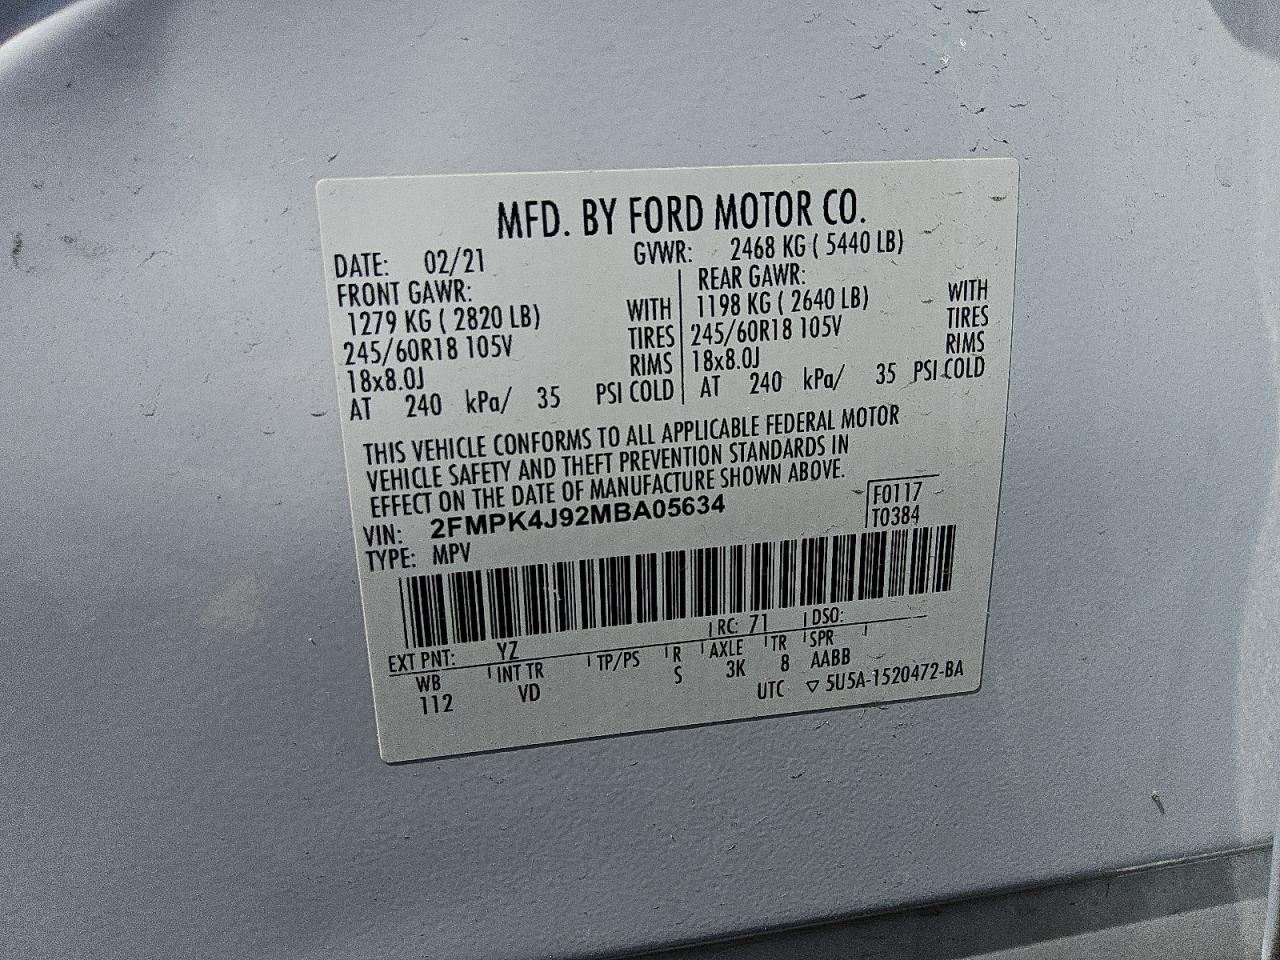 MFD. BY FORD MOTOR CO.
DATE: 02/21 GVWR: 2468 KG ( 5440 LB)
FRONT GAWR: REAR GAWR:
1279 KG ( 2820 LB) WITH 1198 KG ( 2640 LB) WITH
245/60R18 105V TIRES 245/60R18 105V TIRES
18x8.0J RIMS 18x8.0J RIMS
AT 240 kPa/ 35 PSI COLD AT 240 kPa/ 35 PSI COLD
THIS VEHICLE CONFORMS TO ALL APPLICABLE FEDERAL MOTOR
VEHICLE SAFETY AND THEFT PREVENTION STANDARDS IN
EFFECT ON THE DATE OF MANUFACTURE SHOWN ABOVE.
VIN: 2FMPK4J92MBA05634 F0117
TYPE: MPV T0384
EXT PNT: YZ RC: 71 DSO:
WB INT TR TP/PS R AXLE TR SPR
112 VD S 3K 8 AABB
UTC ▽ 5U5A-1520472-BA